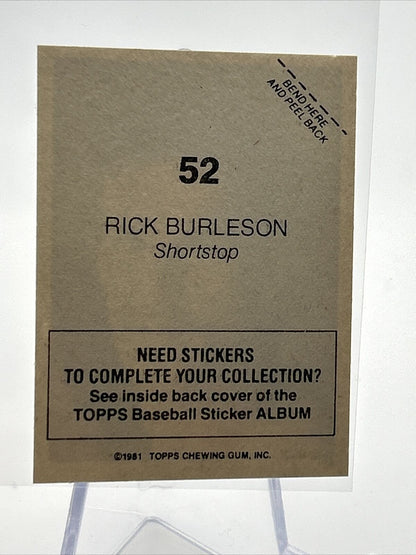 BEND HERE
AND PEEL BACK
52
RICK BURLESON
Shortstop
NEED STICKERS
TO COMPLETE YOUR COLLECTION?
See inside back cover of the
TOPPS Baseball Sticker ALBUM
©1981 TOPPS CHEWING GUM, INC.